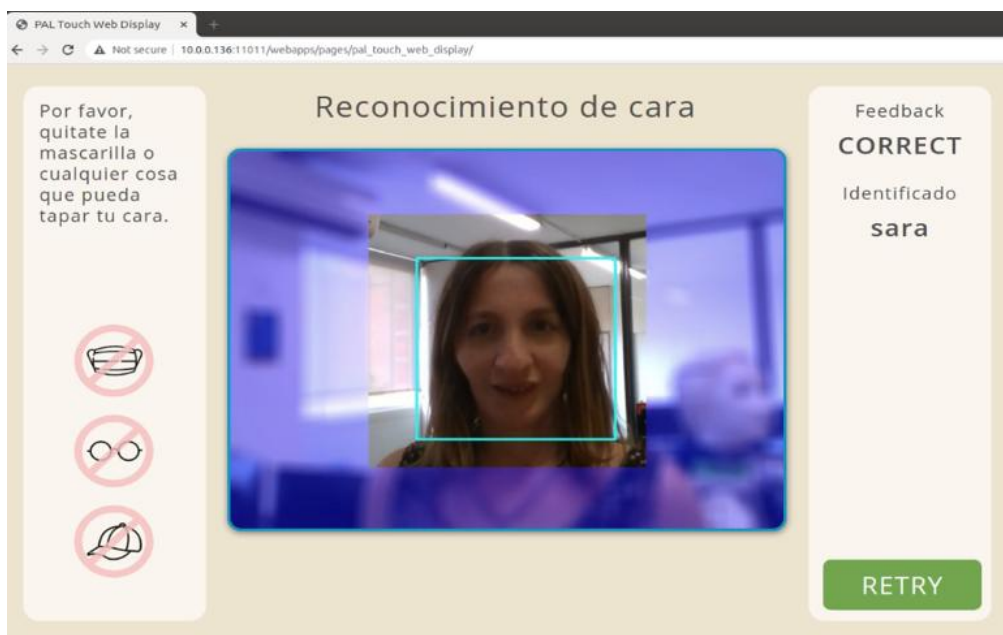 PAL Touch Web Display
Not secure | 10.0.0.136:11011/webapps/pages/pal_touch_web_display/
Por favor,
quitate la
mascarilla o
cualquier cosa
que pueda
tapar tu cara.
Reconocimiento de cara
Feedback
CORRECT
Identificado
sara
RETRY